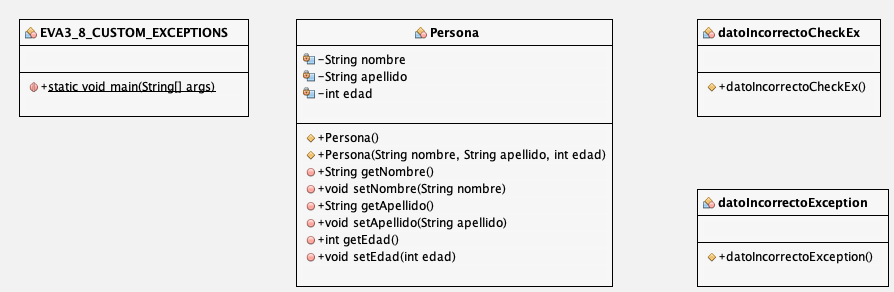 EVA3_8_CUSTOM_EXCEPTIONS
+static void main(String[] args)
Persona
-String nombre
-String apellido
-int edad
+Persona()
+Persona(String nombre, String apellido, int edad)
+String getNombre()
+void setNombre(String nombre)
+String getApellido()
+void setApellido(String apellido)
+int getEdad()
+void setEdad(int edad)
datoIncorrectoCheckEx
+datoIncorrectoCheckEx()
datoIncorrectoException
+datoIncorrectoException()